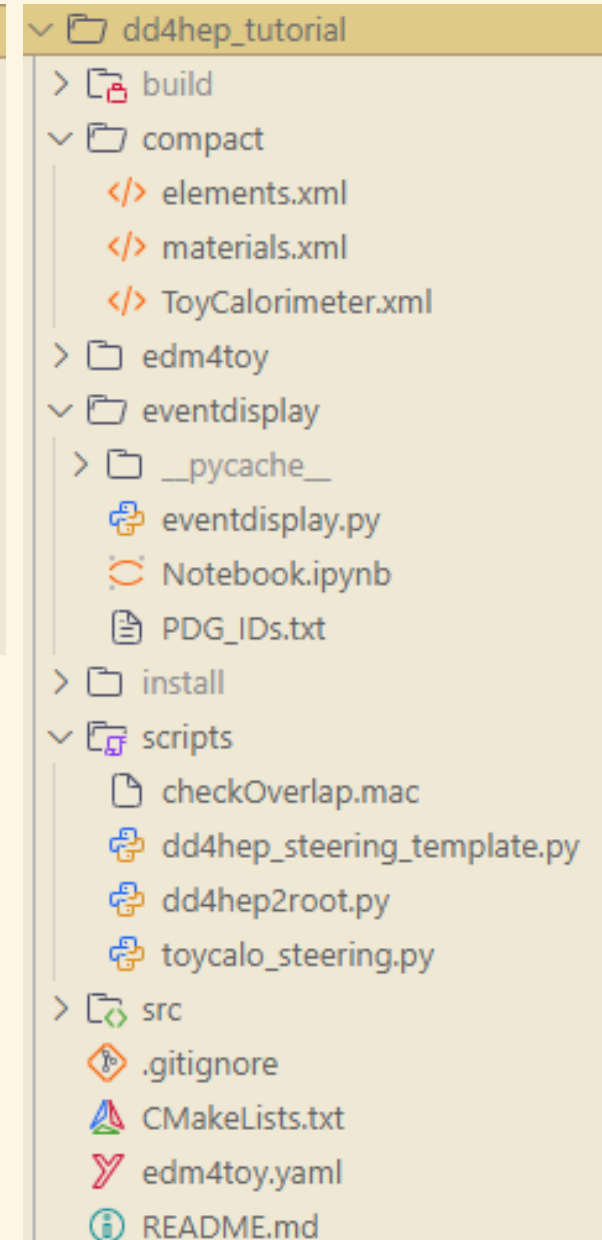 dd4hep_tutorial
build
compact
elements.xml
materials.xml
ToyCalorimeter.xml
edm4toy
eventdisplay
__pycache__
eventdisplay.py
Notebook.ipynb
PDG_IDs.txt
install
scripts
checkOverlap.mac
dd4hep_steering_template.py
dd4hep2root.py
toycalo_steering.py
src
.gitignore
CMakeLists.txt
edm4toy.yaml
README.md